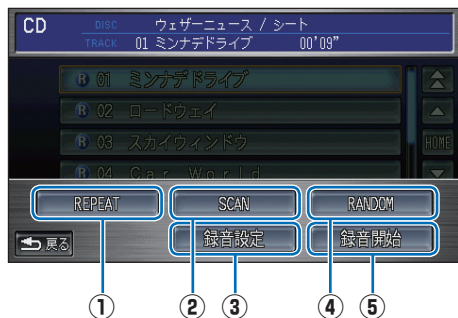 CD DISC ウェザーニュース / シート
TRACK 01 ミンナデドライブ 00'09"
R 01 ミンナデドライブ
R 02 ロードウェイ
R 03 スカイウィンドウ
HOME
R 04 Car World
REPEAT SCAN RANDOM
戻る 録音設定 録音開始
① ② ③ ④ ⑤